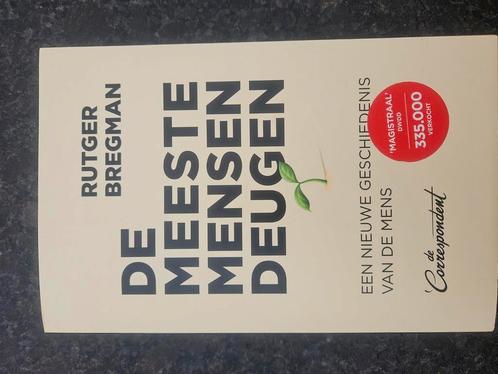 RUTGER
BREGMAN
DE
MEESTE
MENSEN
DEUGEN
EEN NIEUWE GESCHIEDENIS
VAN DE MENS
'MAGISTRAAL'
DWDD
335.000
VERKOCHT
de
Correspondent